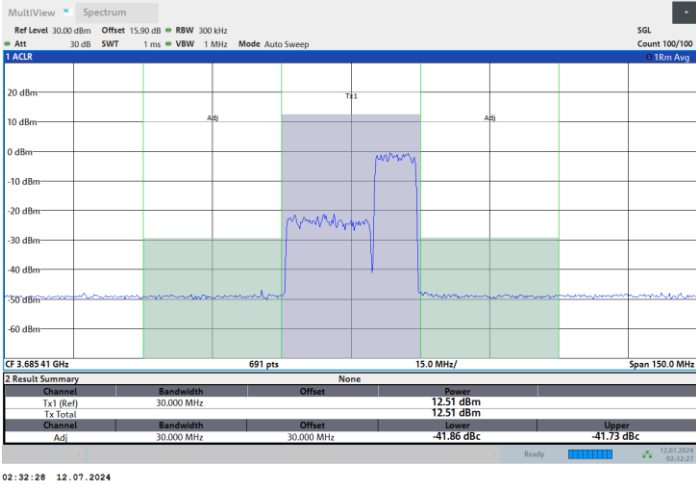 MultiView Spectrum
Ref Level 30.00 dBm Offset 15.90 dB RBW 300 kHz SGL
Att 30 dB SWT 1 ms VBW 1 MHz Mode Auto Sweep Count 100/100
1 ACLR 1Rm Avg
20 dBm
Tx1
Adj Adj
10 dBm
0 dBm
-10 dBm
-20 dBm
-30 dBm
-40 dBm
-50 dBm
-60 dBm
CF 3.685 41 GHz 691 pts 15.0 MHz/ Span 150.0 MHz
2 Result Summary None
Channel Bandwidth Offset Power
Tx1 (Ref) 30.000 MHz 12.51 dBm
Tx Total 12.51 dBm
Channel Bandwidth Offset Lower Upper
Adj 30.000 MHz 30.000 MHz -41.86 dBc -41.73 dBc
Ready 12.07.2024
02:32:27
02:32:28 12.07.2024